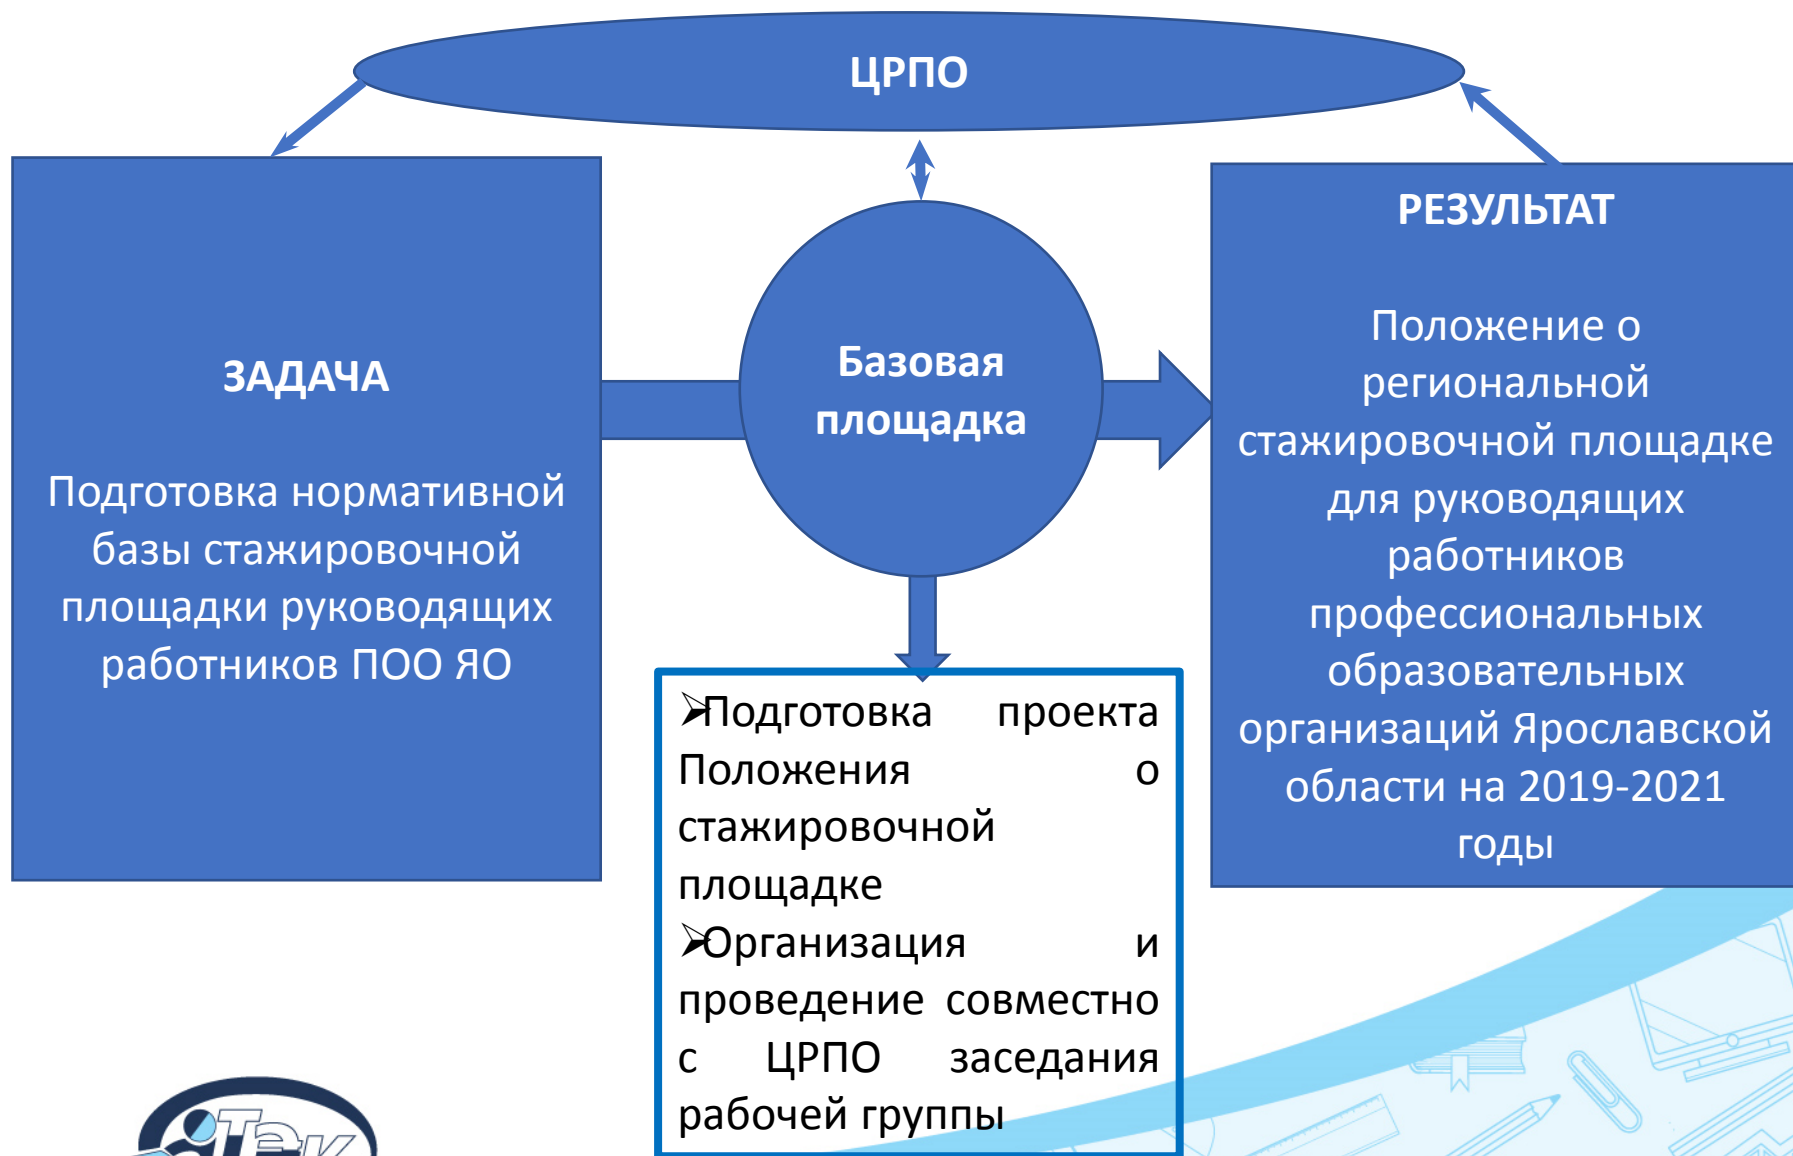 ЦРПО
ЗАДАЧА
Подготовка нормативной
базы стажировочной
площадки руководящих
работников ПОО ЯО
Базовая
площадка
РЕЗУЛЬТАТ
Положение о
региональной
стажировочной площадке
для руководящих
работников
профессиональных
образовательных
организаций Ярославской
области на 2019-2021
годы
➢Подготовка проекта
Положения о
стажировочной
площадке
➢Организация и
проведение совместно
с ЦРПО заседания
рабочей группы